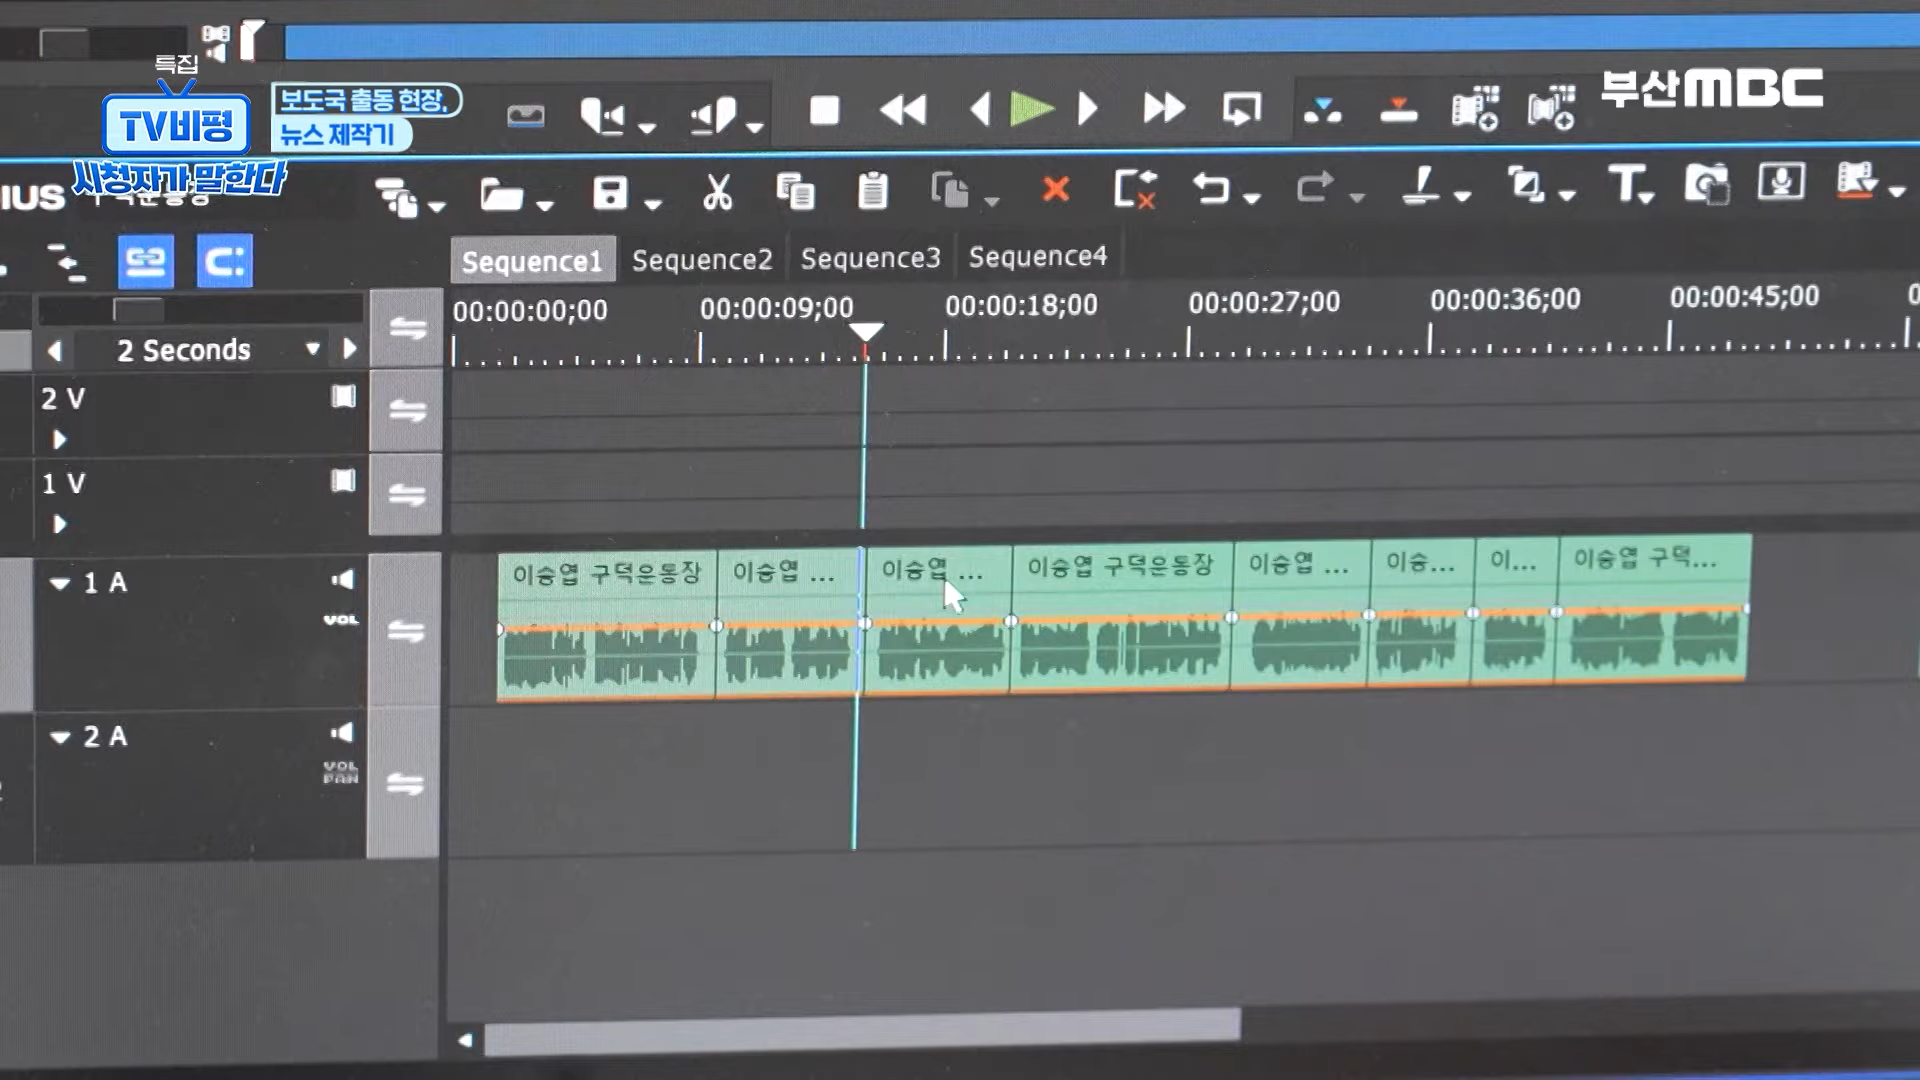 특집
TV비평
시청자가 말한다
보도국 출동 현장,
뉴스 제작기
부산MBC
IUS
Sequence1 Sequence2 Sequence3 Sequence4
00:00:00;00 00:00:09;00 00:00:18;00 00:00:27;00 00:00:36;00 00:00:45;00
2 Seconds
2 V
1 V
이승엽 구덕운동장 이승엽 ... 이승엽 ... 이승엽 구덕운동장 이승엽 ... 이승... 이... 이승엽 구덕...
1 A
VOL
2 A
VOL
PAN